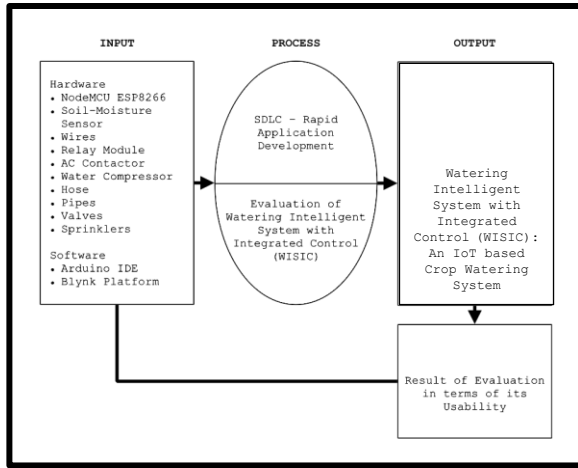 INPUT
PROCESS
OUTPUT
Hardware
• NodeMCU ESP8266
• Soil-Moisture
Sensor
• Wires
• Relay Module
• AC Contactor
• Water Compressor
• Hose
• Pipes
• Valves
• Sprinklers
Software
• Arduino IDE
• Blynk Platform
SDLC – Rapid
Application
Development
Evaluation of
Watering Intelligent
System with
Integrated Control
(WISIC)
Watering
Intelligent
System with
Integrated
Control (WISIC):
An IoT based
Crop Watering
System
Result of Evaluation
in terms of its
Usability